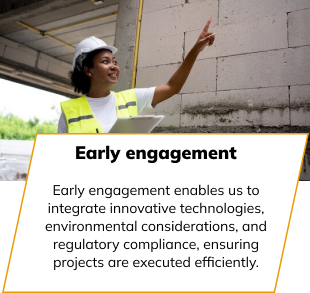 Early engagement
Early engagement enables us to
integrate innovative technologies,
environmental considerations, and
regulatory compliance, ensuring
projects are executed efficiently.